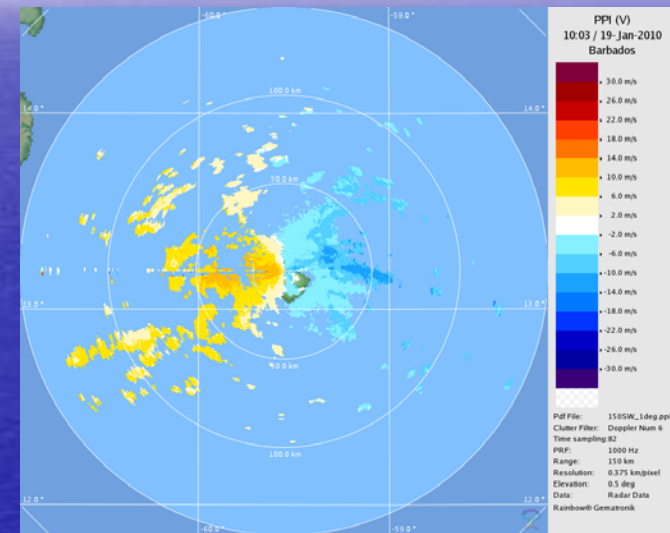 PPI (V)
10:03 / 19-Jan-2010
Barbados
30.0 m/s
26.0 m/s
22.0 m/s
18.0 m/s
14.0 m/s
10.0 m/s
6.0 m/s
2.0 m/s
-2.0 m/s
-6.0 m/s
-10.0 m/s
-14.0 m/s
-18.0 m/s
-22.0 m/s
-26.0 m/s
-30.0 m/s
Pdf File: 150SW_1deg.ppi
Clutter Filter: Doppler Num 6
Time sampling:82
PRF: 1000 Hz
Range: 150 km
Resolution: 0.375 km/pixel
Elevation: 0.5 deg
Data: Radar Data
Rainbow® Gematronik
-60.0 °
-59.0 °
100.0 km
14.0 °
14.0 °
50.0 km
13.0 °
13.0 °
50.0 km
100.0 km
12.0 °
12.0 °
-60.0 °
-59.0 °